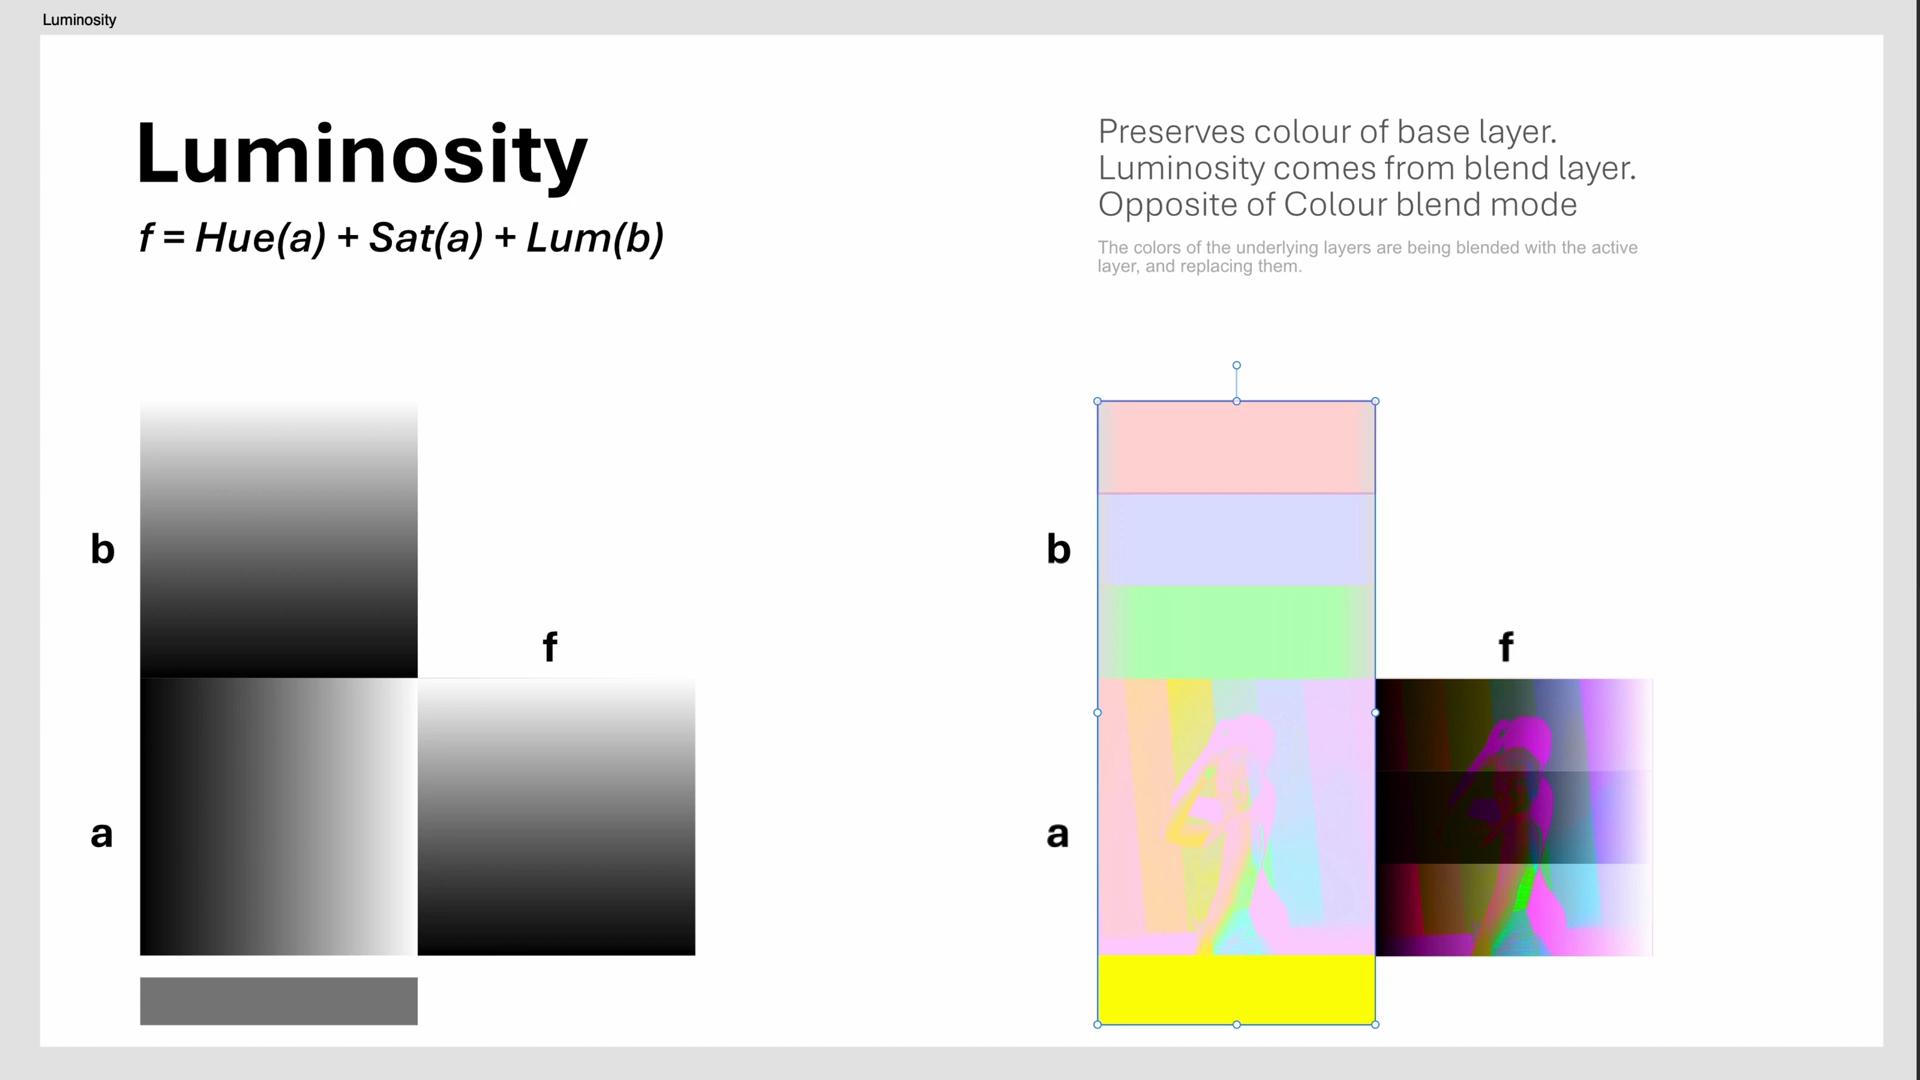 Luminosity
Luminosity
f = Hue(a) + Sat(a) + Lum(b)
Preserves colour of base layer.
Luminosity comes from blend layer.
Opposite of Colour blend mode
The colors of the underlying layers are being blended with the active
layer, and replacing them.
b
f
a
b
f
a